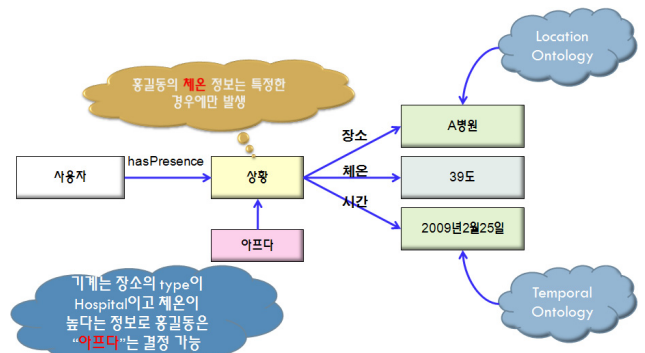 Location
Ontology
홍길동의 체온 정보는 특정한
경우에만 발생
A병원
장소
hasPresence
사용자
상황
체온
39도
시간
2009년2월25일
아프다
기계는 장소의 type이
Hospital이고 체온이
높다는 정보로 홍길동은
“아프다”는 결정 가능
Temporal
Ontology